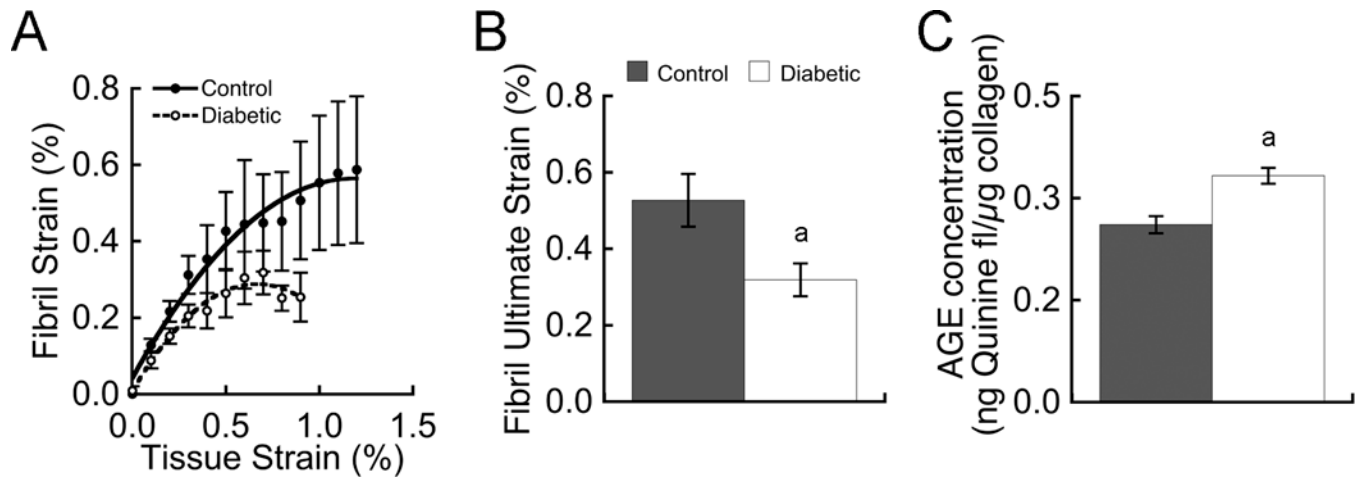 A
Control
Diabetic
0.8
0.6
0.4
0.2
0.0
0.0
0.5
1.0
1.5
Fibril Strain (%)
Tissue Strain (%)
B
Control
Diabetic
0.8
0.6
0.4
0.2
0.0
Fibril Ultimate Strain (%)
a
C
0.5
0.3
0.2
0.0
AGE concentration
(ng Quinine fl/µg collagen)
a